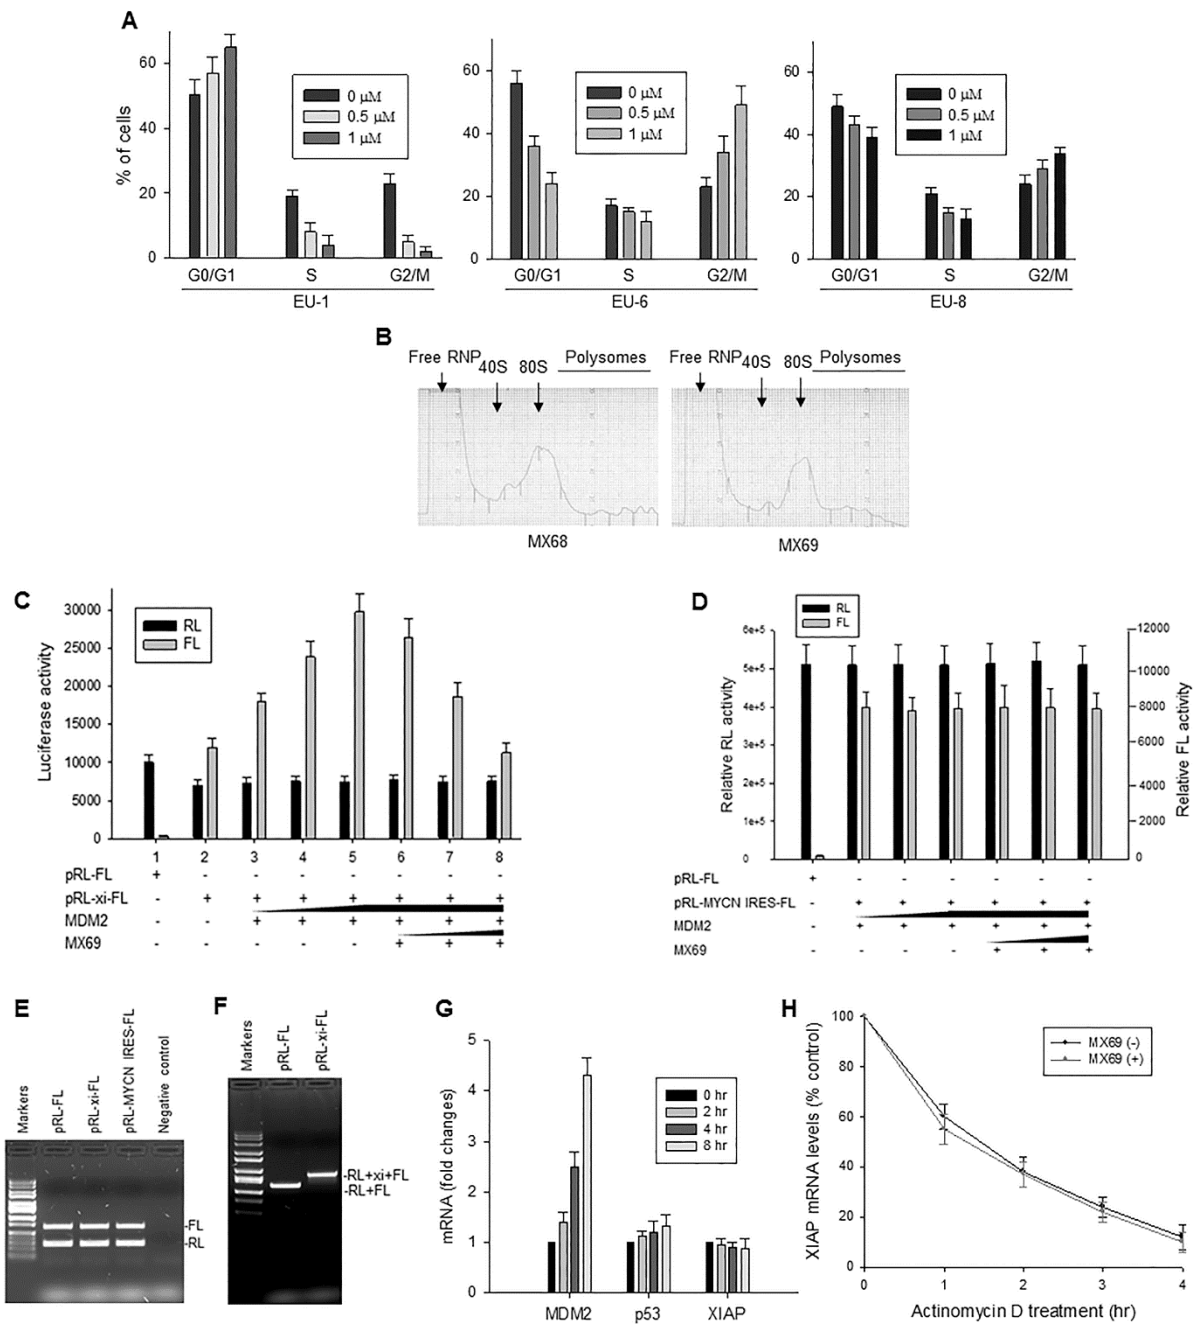 A
% of cells
60
40
20
0
0 µM
0.5 µM
1 µM
G0/G1 S G2/M
EU-1
60
40
20
0
0 µM
0.5 µM
1 µM
G0/G1 S G2/M
EU-6
60
40
20
0
0 µM
0.5 µM
1 µM
G0/G1 S G2/M
EU-8
B
Free RNP 40S 80S Polysomes
MX68
Free RNP 40S 80S Polysomes
MX69
C
Luciferase activity
30000
25000
20000
15000
10000
5000
0
RL
FL
1 2 3 4 5 6 7 8
pRL-FL + - - - - - - -
pRL-xi-FL - + + + + + + +
MDM2 - - + + + + + +
MX69 - - - - - + + +
D
Relative RL activity
6e+5
5e+5
4e+5
3e+5
2e+5
1e+5
0
RL
FL
12000
10000
8000
6000
4000
2000
0
Relative FL activity
pRL-FL + - - - - - -
pRL-MYCN IRES-FL - + + + + + +
MDM2 - + + + + + +
MX69 - - - - + + +
E
Markers
pRL-FL
pRL-xi-FL
pRL-MYCN IRES-FL
Negative control
-FL
-RL
F
Markers
pRL-FL
pRL-xi-FL
-RL+xi+FL
-RL+FL
G
mRNA (fold changes)
5
4
3
2
1
0
0 hr
2 hr
4 hr
8 hr
MDM2 p53 XIAP
H
XIAP mRNA levels (% control)
100
80
60
40
20
0
MX69 (-)
MX69 (+)
0 1 2 3 4
Actinomycin D treatment (hr)